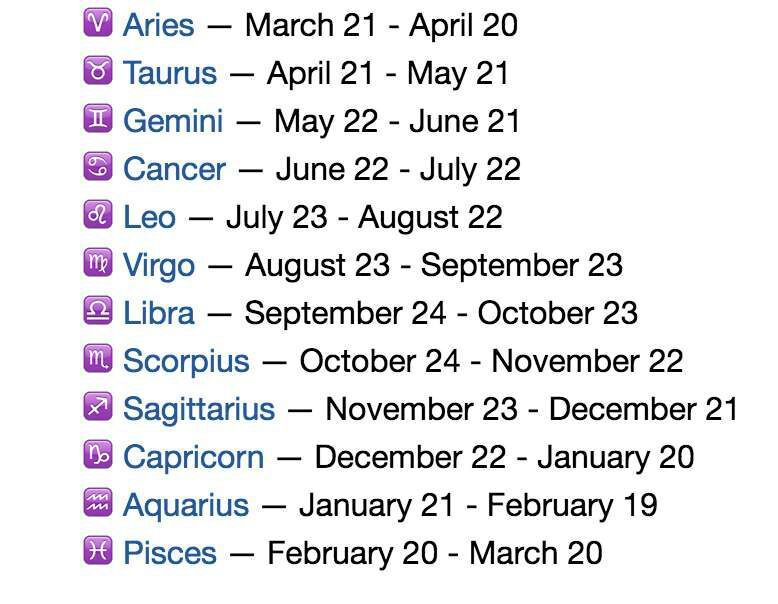 ♈ Aries — March 21 - April 20
♉ Taurus — April 21 - May 21
♊ Gemini — May 22 - June 21
♋ Cancer — June 22 - July 22
♌ Leo — July 23 - August 22
♍ Virgo — August 23 - September 23
♎ Libra — September 24 - October 23
♏ Scorpius — October 24 - November 22
♐ Sagittarius — November 23 - December 21
♑ Capricorn — December 22 - January 20
♒ Aquarius — January 21 - February 19
♓ Pisces — February 20 - March 20